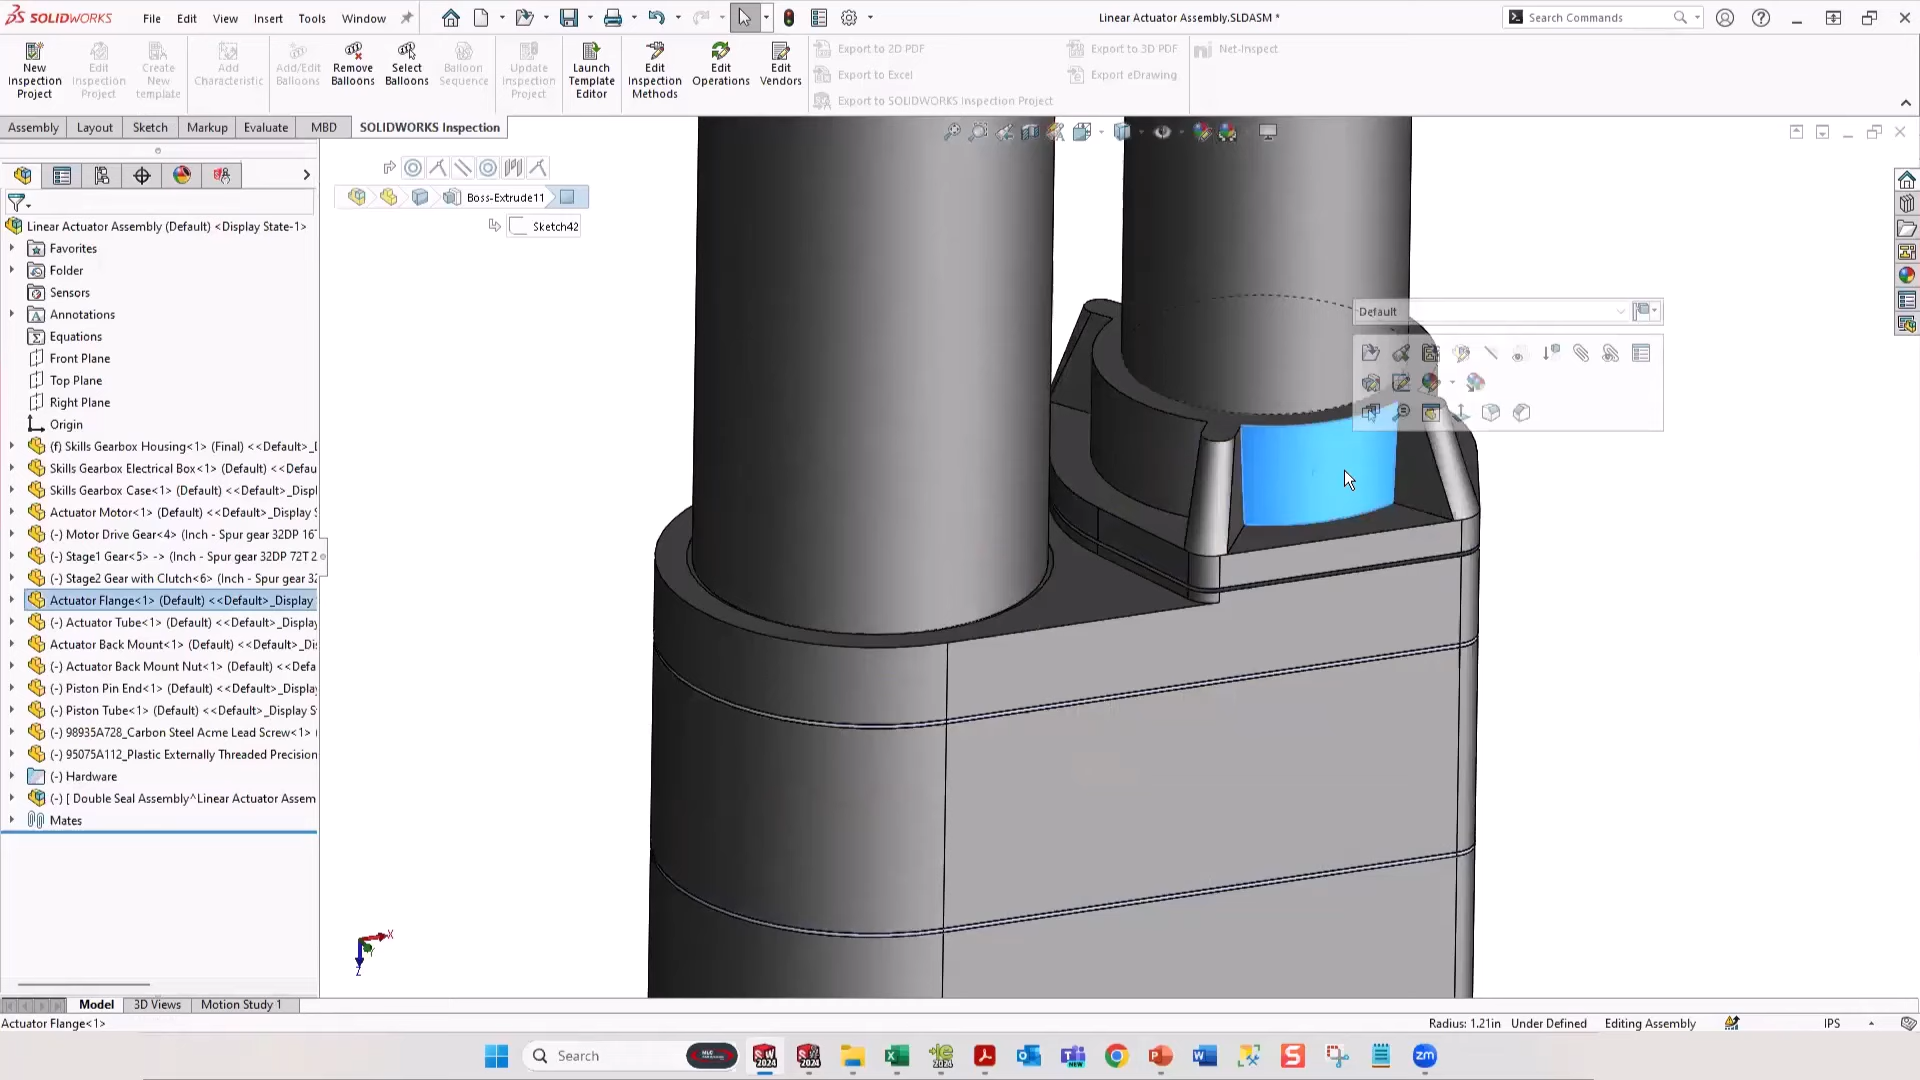 SOLIDWORKS File Edit View Insert Tools Window
Linear Actuator Assembly.SLDASM *
Search Commands
New Inspection Project
Edit Inspection Project
Create New template
Add Characteristic
Add/Edit Balloons
Remove Balloons
Select Balloons
Balloon Sequence
Update Inspection Project
Launch Template Editor
Edit Inspection Methods
Edit Operations
Edit Vendors
Export to 2D PDF
Export to Excel
Export to SOLIDWORKS Inspection Project
Export to 3D PDF
Export eDrawing
Net-Inspect
Assembly Layout Sketch Markup Evaluate MBD SOLIDWORKS Inspection
Boss-Extrude11
Sketch42
Linear Actuator Assembly (Default) <Display State-1>
Favorites
Folder
Sensors
Annotations
Equations
Front Plane
Top Plane
Right Plane
Origin
(f) Skills Gearbox Housing<1> (Final) <<Default>_[
Skills Gearbox Electrical Box<1> (Default) <<Defau
Skills Gearbox Case<1> (Default) <<Default>_Displ
Actuator Motor<1> (Default) <<Default>_Display S
(-) Motor Drive Gear<4> (Inch - Spur gear 32DP 16T
(-) Stage1 Gear<5> -> (Inch - Spur gear 32DP 72T 2
(-) Stage2 Gear with Clutch<6> (Inch - Spur gear 32
Actuator Flange<1> (Default) <<Default>_Display
(-) Actuator Tube<1> (Default) <<Default>_Display
Actuator Back Mount<1> (Default) <<Default>_Di
(-) Actuator Back Mount Nut<1> (Default) <<Defa
(-) Piston Pin End<1> (Default) <<Default>_Display
(-) Piston Tube<1> (Default) <<Default>_Display S
(-) 98935A728_Carbon Steel Acme Lead Screw<1> (
(-) 95075A112_Plastic Externally Threaded Precision
(-) Hardware
(-) [ Double Seal Assembly^Linear Actuator Assem
Mates
Default
X
Z
Model 3D Views Motion Study 1
Actuator Flange<1>
Radius: 1.21in Under Defined Editing Assembly IPS
Search